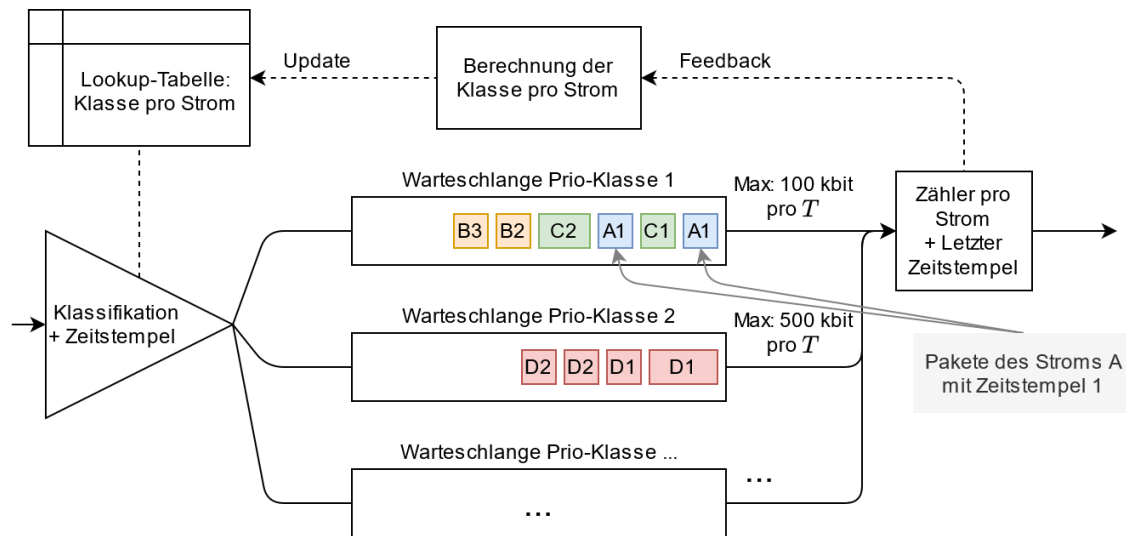 Lookup-Tabelle:
Klasse pro Strom
Update
Berechnung der
Klasse pro Strom
Feedback
Klassifikation
+ Zeitstempel
Warteschlange Prio-Klasse 1
B3
B2
C2
A1
C1
A1
Max: 100 kbit
pro T
Zähler pro
Strom
+ Letzter
Zeitstempel
Warteschlange Prio-Klasse 2
D2
D2
D1
D1
Max: 500 kbit
pro T
Pakete des Stroms A
mit Zeitstempel 1
Warteschlange Prio-Klasse ...
...
...